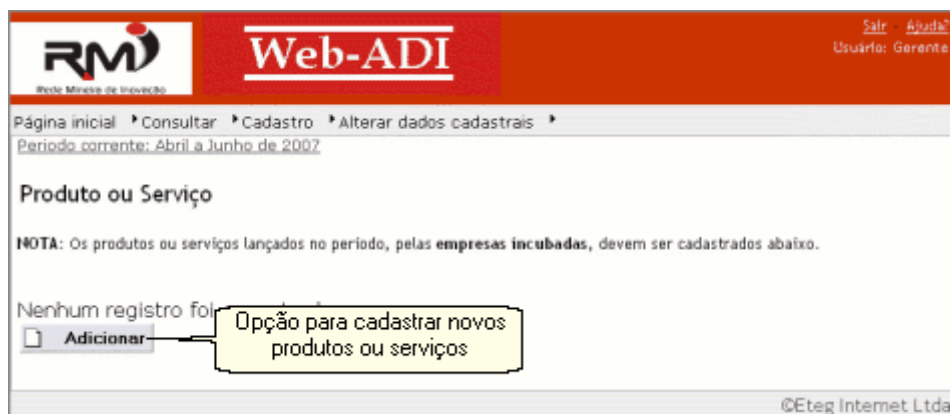 RMI
Rede Mineira de Inovação
Web-ADI
Sair - Ajuda?
Usuário: Gerente
Página inicial Consultar Cadastro Alterar dados cadastrais
Periodo corrente: Abril a Junho de 2007
Produto ou Serviço
NOTA: Os produtos ou serviços lançados no período, pelas empresas incubadas, devem ser cadastrados abaixo.
Nenhum registro foi
Adicionar
Opção para cadastrar novos
produtos ou serviços
©Eteg Internet Ltda